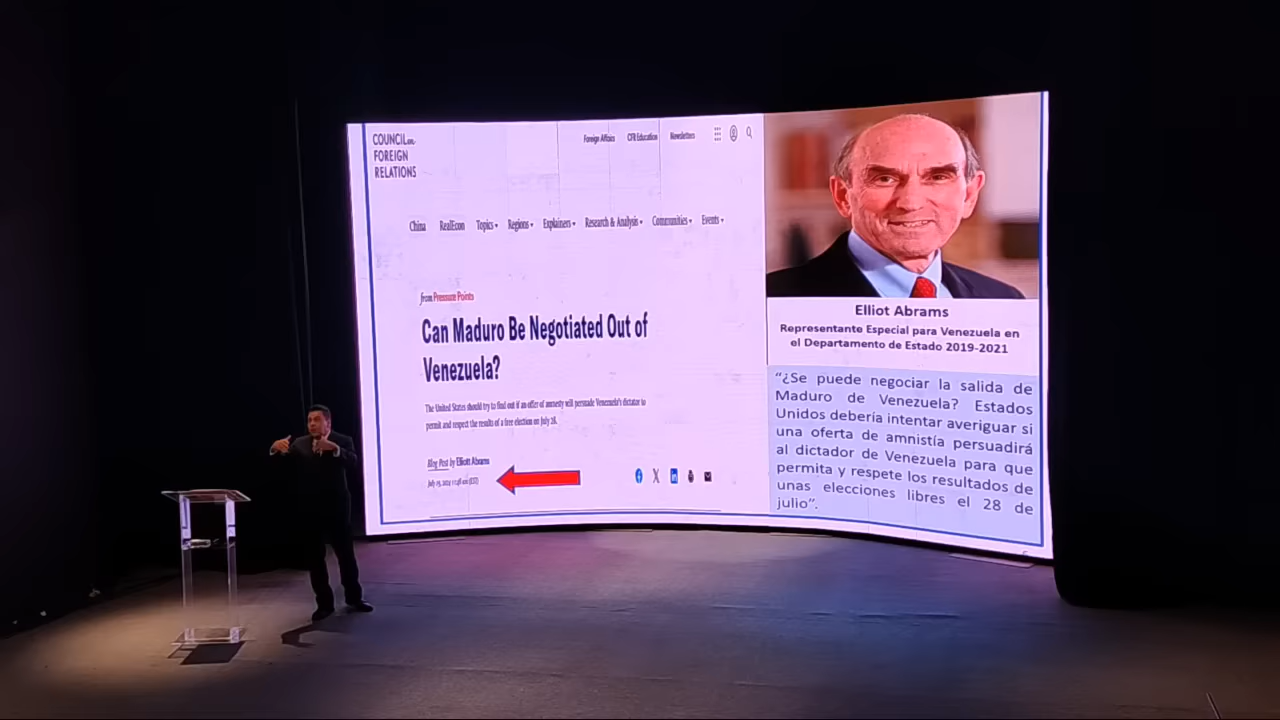 COUNCIL on
FOREIGN
RELATIONS
Foreign Affairs CFR Education Newsletters
China RealEcon Topics Regions Explainers Research & Analysis Communities Events
from Pressure Points
Can Maduro Be Negotiated Out of
Venezuela?
The United States should try to find out if an offer of amnesty will persuade Venezuela's dictator to
permit and respect the results of a free election on July 28.
Blog Post by Elliott Abrams
July 15, 2024 (EST)
Elliot Abrams
Representante Especial para Venezuela en
el Departamento de Estado 2019-2021
“¿Se puede negociar la salida de
Maduro de Venezuela? Estados
Unidos debería intentar averiguar si
una oferta de amnistía persuadirá
al dictador de Venezuela para que
permita y respete los resultados de
unas elecciones libres el 28 de
julio”.